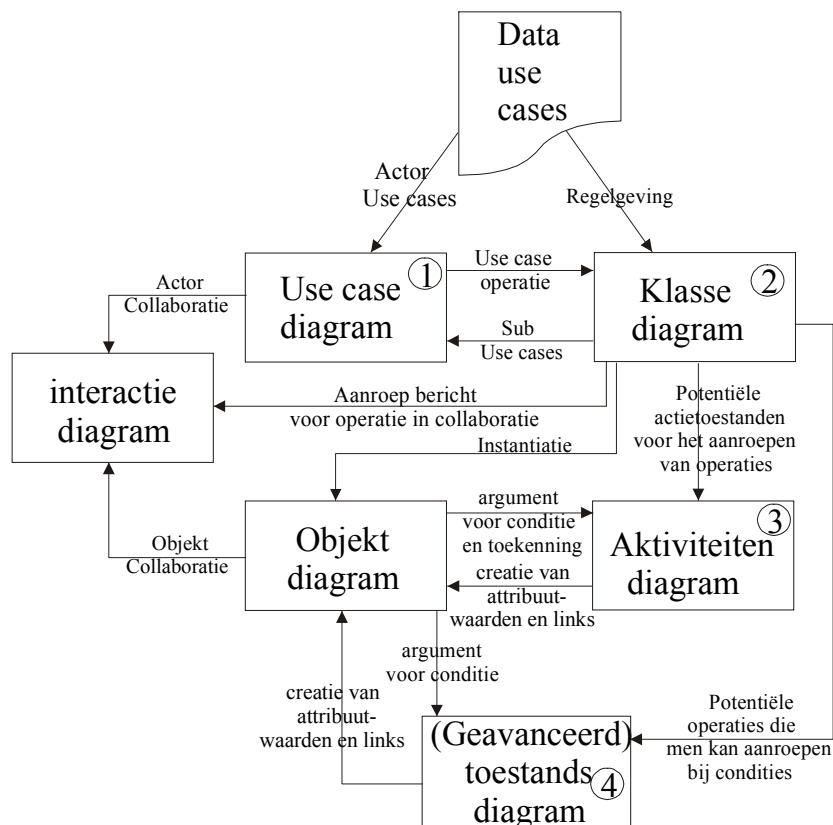 Data
use
cases
Actor
Use cases
Regelgeving
Use case
diagram
1
Use case
operatie
Klasse
diagram
2
Actor
Collaboratie
Sub
Use cases
interactie
diagram
Aanroep bericht
voor operatie in collaboratie
Potentiële
actietoestanden
voor het aanroepen
van operaties
Instantiatie
Objekt
diagram
argument
voor conditie
en toekenning
Aktiviteiten
diagram
3
Objekt
Collaboratie
creatie van
attribuut-
waarden en links
argument
voor conditie
creatie van
attribuut-
waarden en links
(Geavanceerd)
toestands
diagram
4
Potentiële
operaties die
men kan aanroepen
bij condities